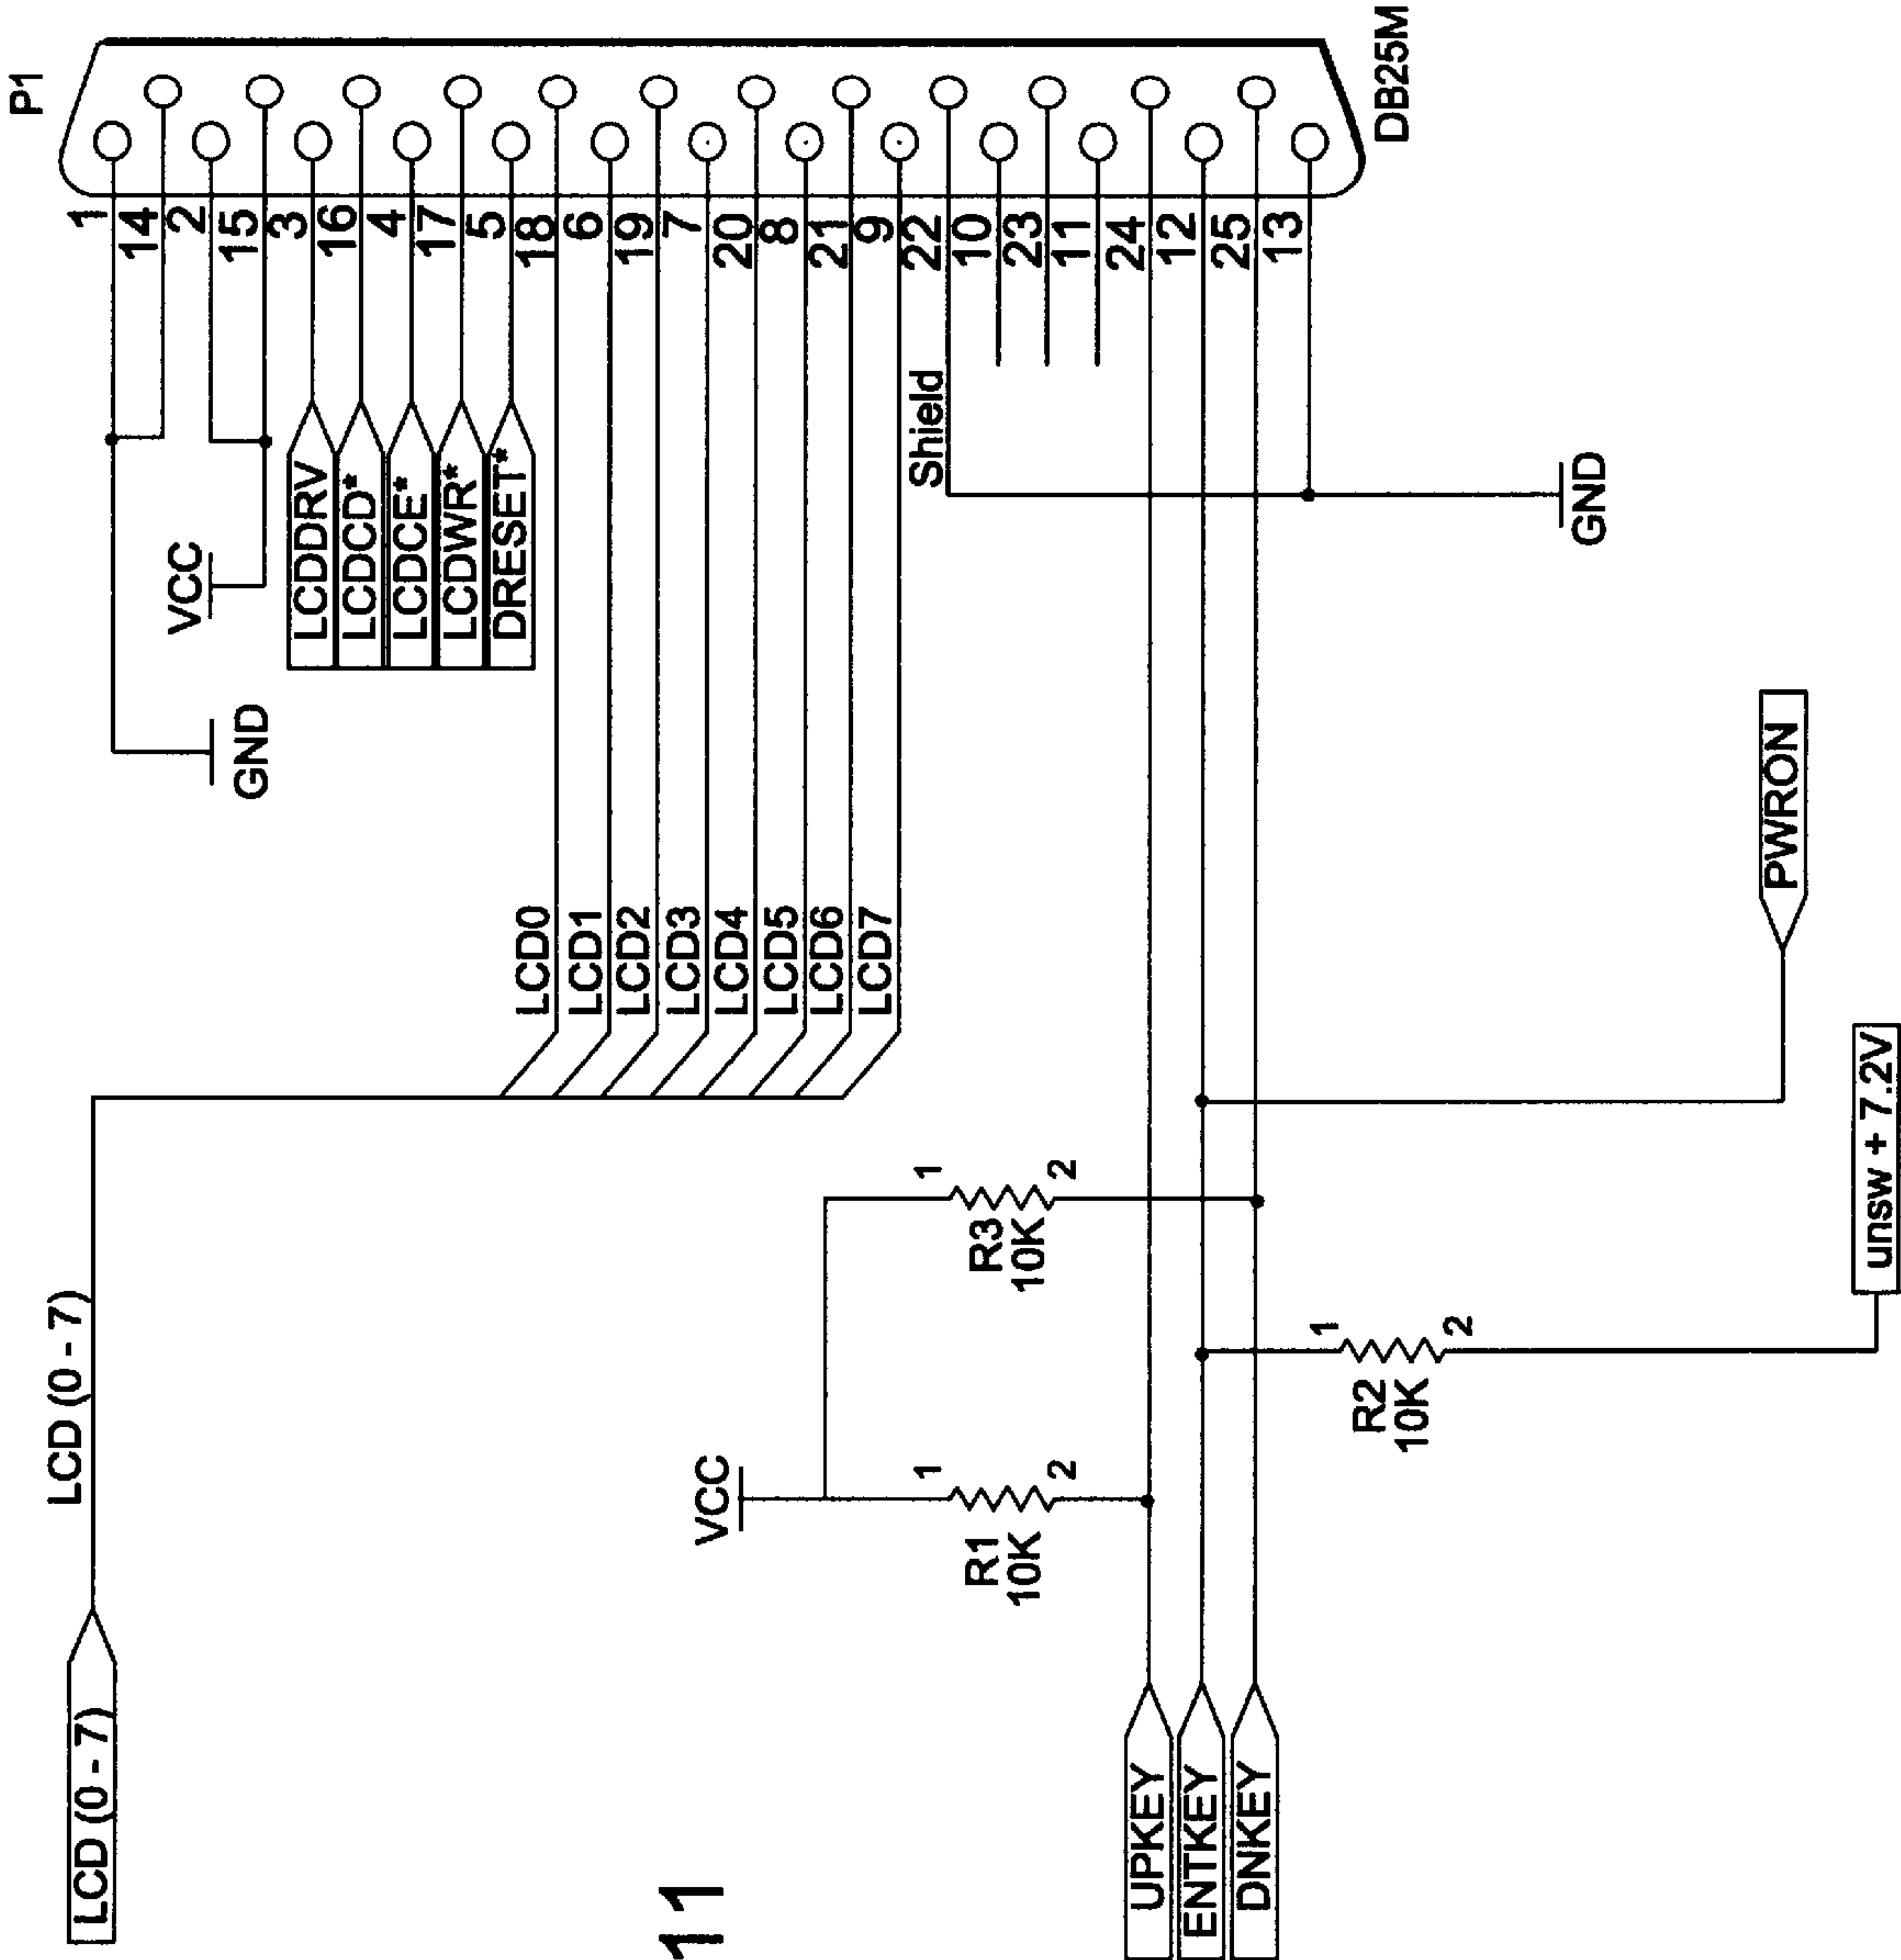 P1
1
14
2
15
3
16
4
17
5
18
6
19
7
20
8
21
9
22
10
23
11
24
12
25
13
DB25M
GND
VCC
LCDDRV
LCDCD*
LCDCE*
LCDWR*
DRESET*
LCD (0 - 7)
LCD (0 - 7)
LCD0
LCD1
LCD2
LCD3
LCD4
LCD5
LCD6
LCD7
Shield
GND
VCC
1
R1
10K
2
1
R3
10K
2
1
R2
10K
2
UPKEY
ENTKEY
DNKEY
PWRON
unsw + 7.2V
11